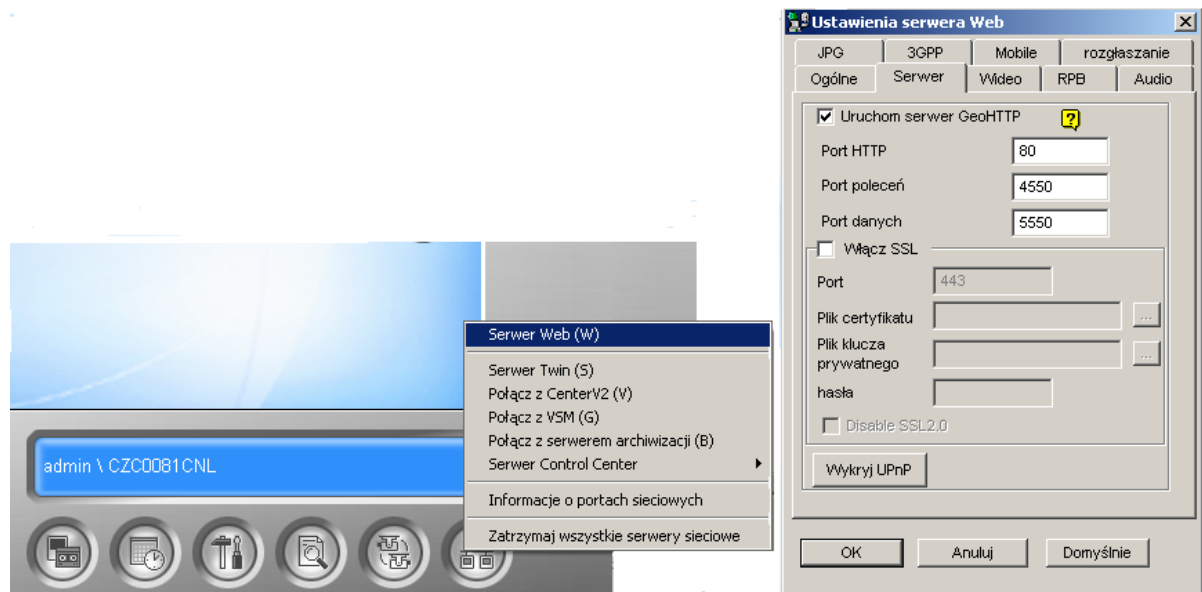 admin \ CZC0081CNL
Serwer Web (W)
Serwer Twin (S)
Połącz z CenterV2 (V)
Połącz z VSM (G)
Połącz z serwerem archiwizacji (B)
Serwer Control Center
Informacje o portach sieciowych
Zatrzymaj wszystkie serwery sieciowe
Ustawienia serwera Web
JPG 3GPP Mobile rozgłaszanie
Ogólne Serwer Wideo RPB Audio
Uruchom serwer GeoHTTP
Port HTTP 80
Port poleceń 4550
Port danych 5550
Włącz SSL
Port 443
Plik certyfikatu ...
Plik klucza
prywatnego ...
hasła
Disable SSL2.0
Wykryj UPnP
OK Anuluj Domyślnie